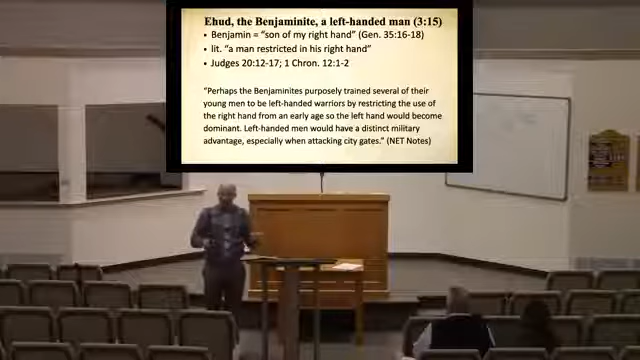 Ehud, the Benjaminite, a left-handed man (3:15)
• Benjamin = "son of my right hand" (Gen. 35:16-18)
• lit. "a man restricted in his right hand"
• Judges 20:12-17; 1 Chron. 12:1-2
"Perhaps the Benjaminites purposely trained several of their
young men to be left-handed warriors by restricting the use of
the right hand from an early age so the left hand would become
dominant. Left-handed men would have a distinct military
advantage, especially when attacking city gates." (NET Notes)